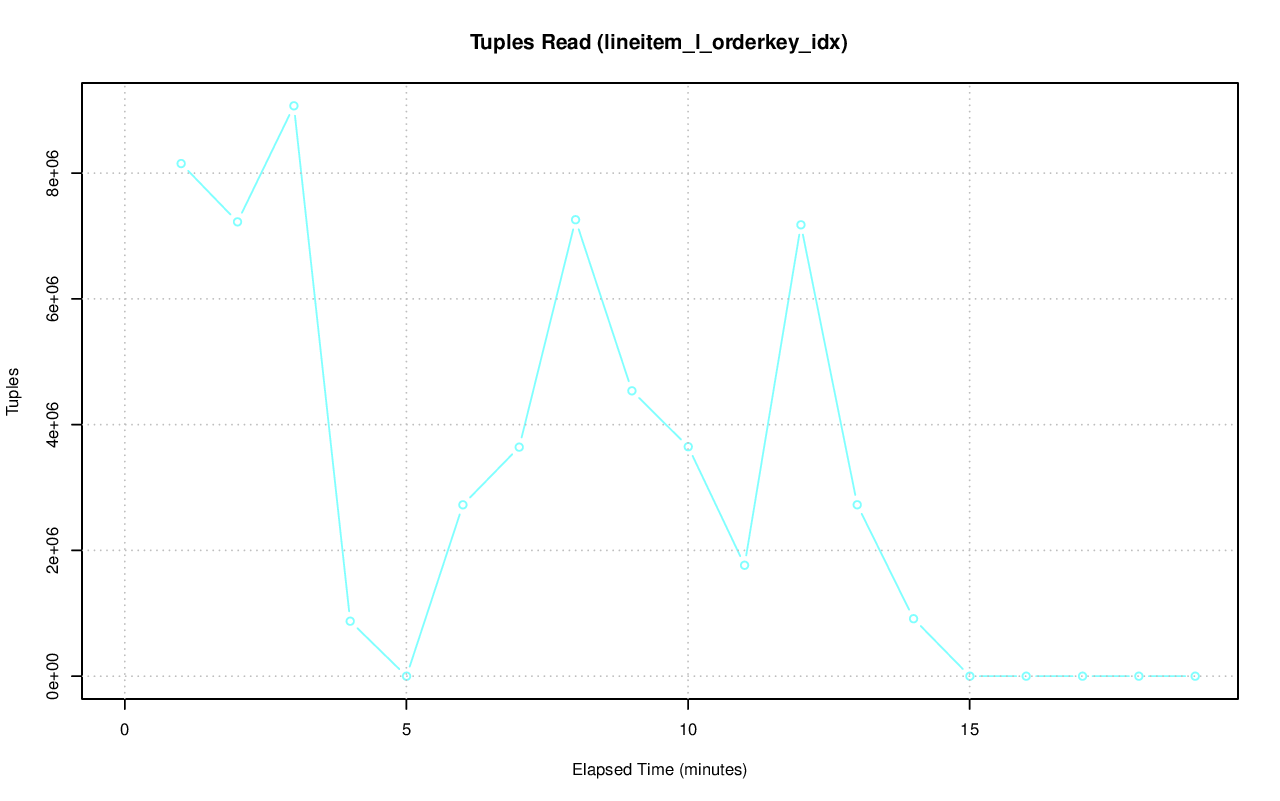 Tuples Read (lineitem_l_orderkey_idx)
Tuples
8e+06
6e+06
4e+06
2e+06
0e+00
0 5 10 15
Elapsed Time (minutes)